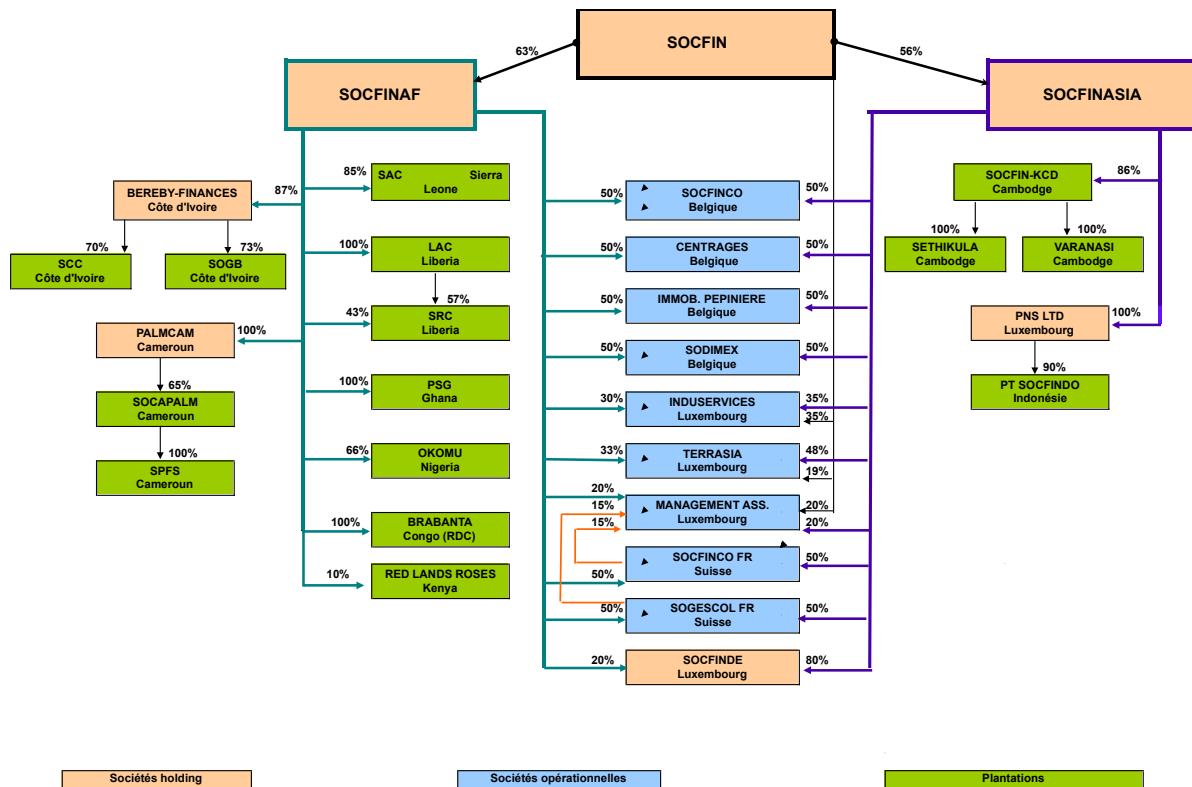 SOCFIN
63%
56%
SOCFINAF
SOCFINASIA
BEREBY-FINANCES
Côte d'Ivoire
87%
70%
73%
SCC
Côte d'Ivoire
SOGB
Côte d'Ivoire
PALMCAM
Cameroun
100%
65%
SOCAPALM
Cameroun
100%
SPFS
Cameroun
85%
SAC Sierra
Leone
100%
LAC
Liberia
57%
43%
SRC
Liberia
100%
PSG
Ghana
66%
OKOMU
Nigeria
100%
BRABANTA
Congo (RDC)
10%
RED LANDS ROSES
Kenya
50%
SOCFINCO
Belgique
50%
50%
CENTRAGES
Belgique
50%
50%
IMMOB. PEPINIERE
Belgique
50%
50%
SODIMEX
Belgique
50%
30%
INDUSERVICES
Luxembourg
35%
35%
33%
TERRASIA
Luxembourg
48%
19%
20%
15%
15%
MANAGEMENT ASS.
Luxembourg
20%
20%
SOCFINCO FR
Suisse
50%
50%
50%
SOGESCOL FR
Suisse
50%
20%
SOCFINDE
Luxembourg
80%
SOCFIN-KCD
Cambodge
86%
100%
100%
SETHIKULA
Cambodge
VARANASI
Cambodge
PNS LTD
Luxembourg
100%
90%
PT SOCFINDO
Indonésie
Sociétés holding
Sociétés opérationnelles
Plantations